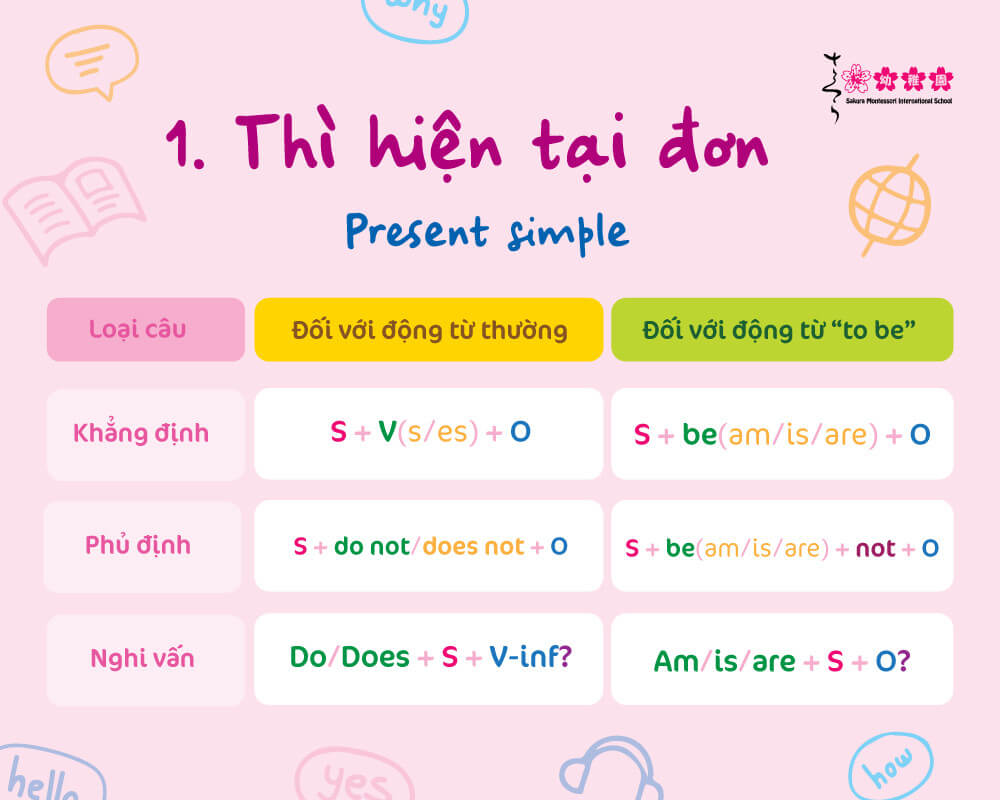 why
幼稚園
Sakura Montessori International School
1. Thì hiện tại đơn
Present simple
Loại câu
Đối với động từ thường
Đối với động từ “to be”
Khẳng định
S + V(s/es) + O
S + be(am/is/are) + O
Phủ định
S + do not/does not + O
S + be(am/is/are) + not + O
Nghi vấn
Do/Does + S + V-inf?
Am/is/are + S + O?
hello
yes
how